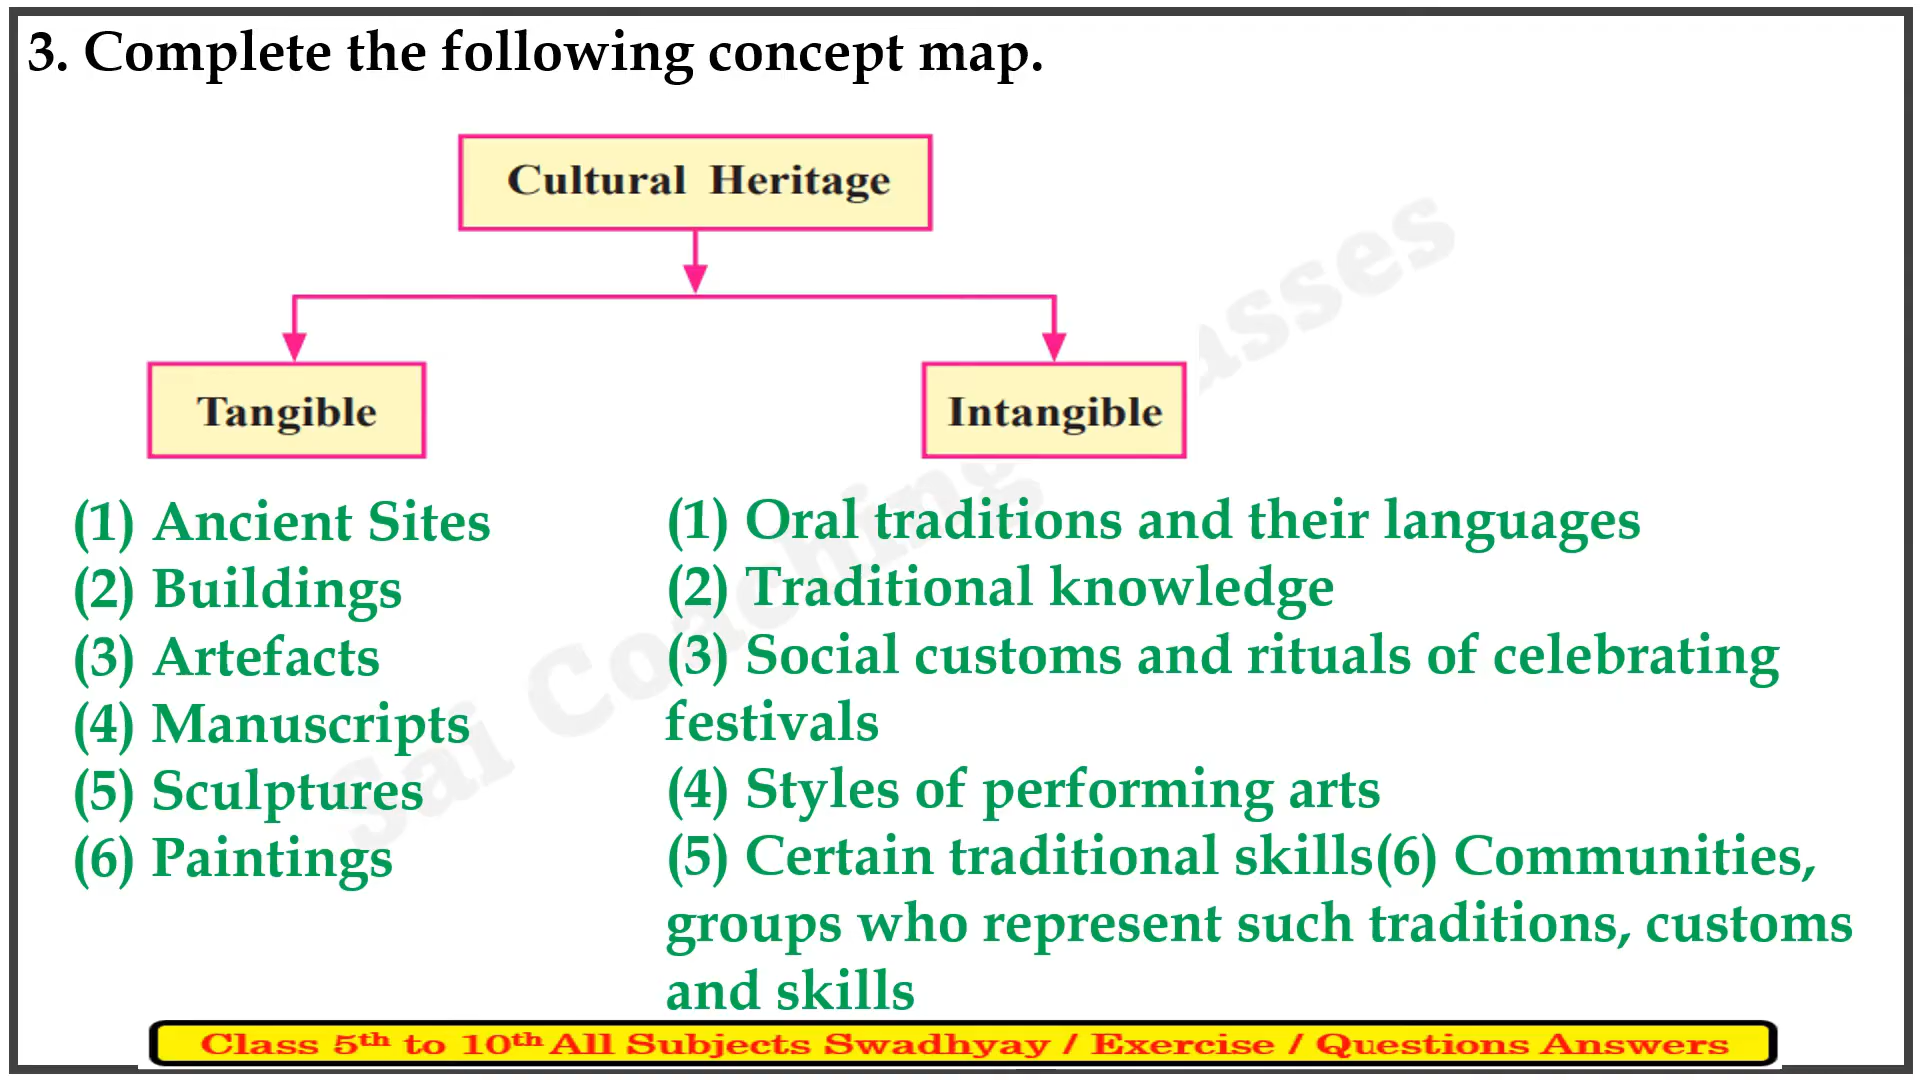 3. Complete the following concept map.
Cultural Heritage
Tangible
Intangible
(1) Ancient Sites
(2) Buildings
(3) Artefacts
(4) Manuscripts
(5) Sculptures
(6) Paintings
(1) Oral traditions and their languages
(2) Traditional knowledge
(3) Social customs and rituals of celebrating
festivals
(4) Styles of performing arts
(5) Certain traditional skills(6) Communities,
groups who represent such traditions, customs
and skills
Sai Coaching asses
Class 5th to 10th All Subjects Swadhyay / Exercise / Questions Answers